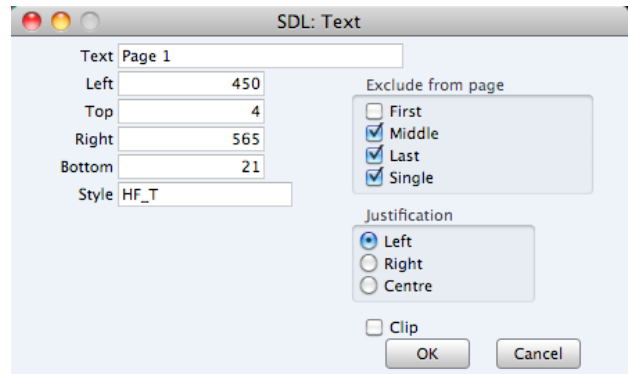 SDL: Text
Text Page 1
Left 450
Top 4
Right 565
Bottom 21
Style HF_T
Exclude from page
First
Middle
Last
Single
Justification
Left
Right
Centre
Clip
OK Cancel